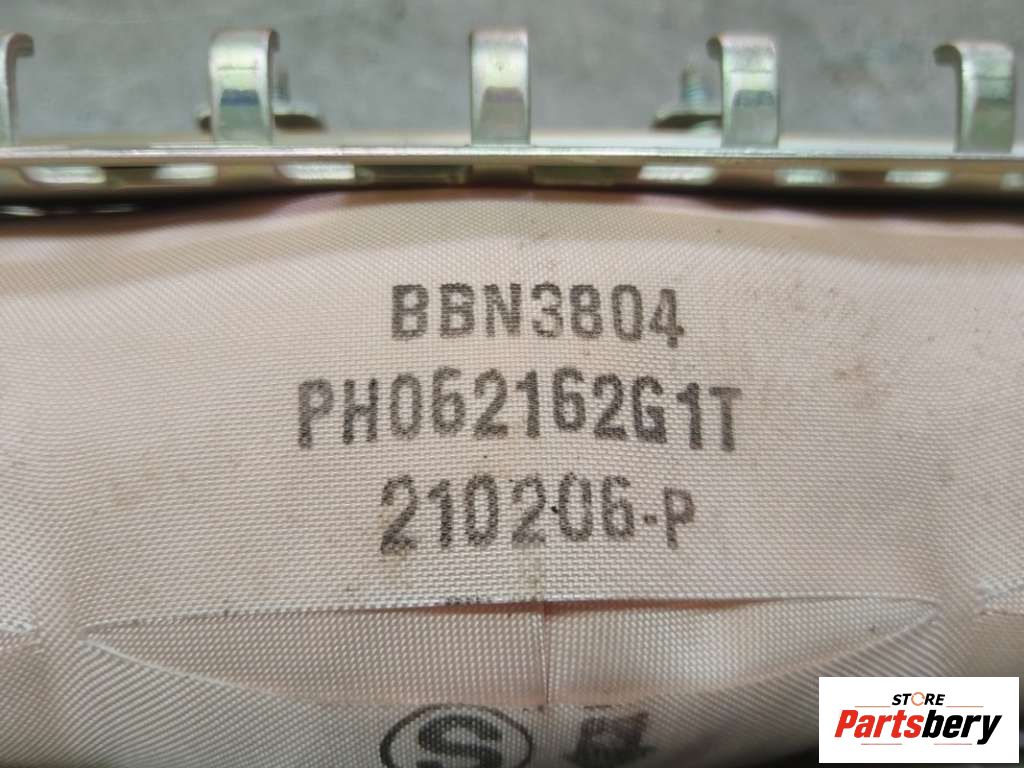 BBN3804
PH062162G1T
210206-P
S
STORE
Partsbery